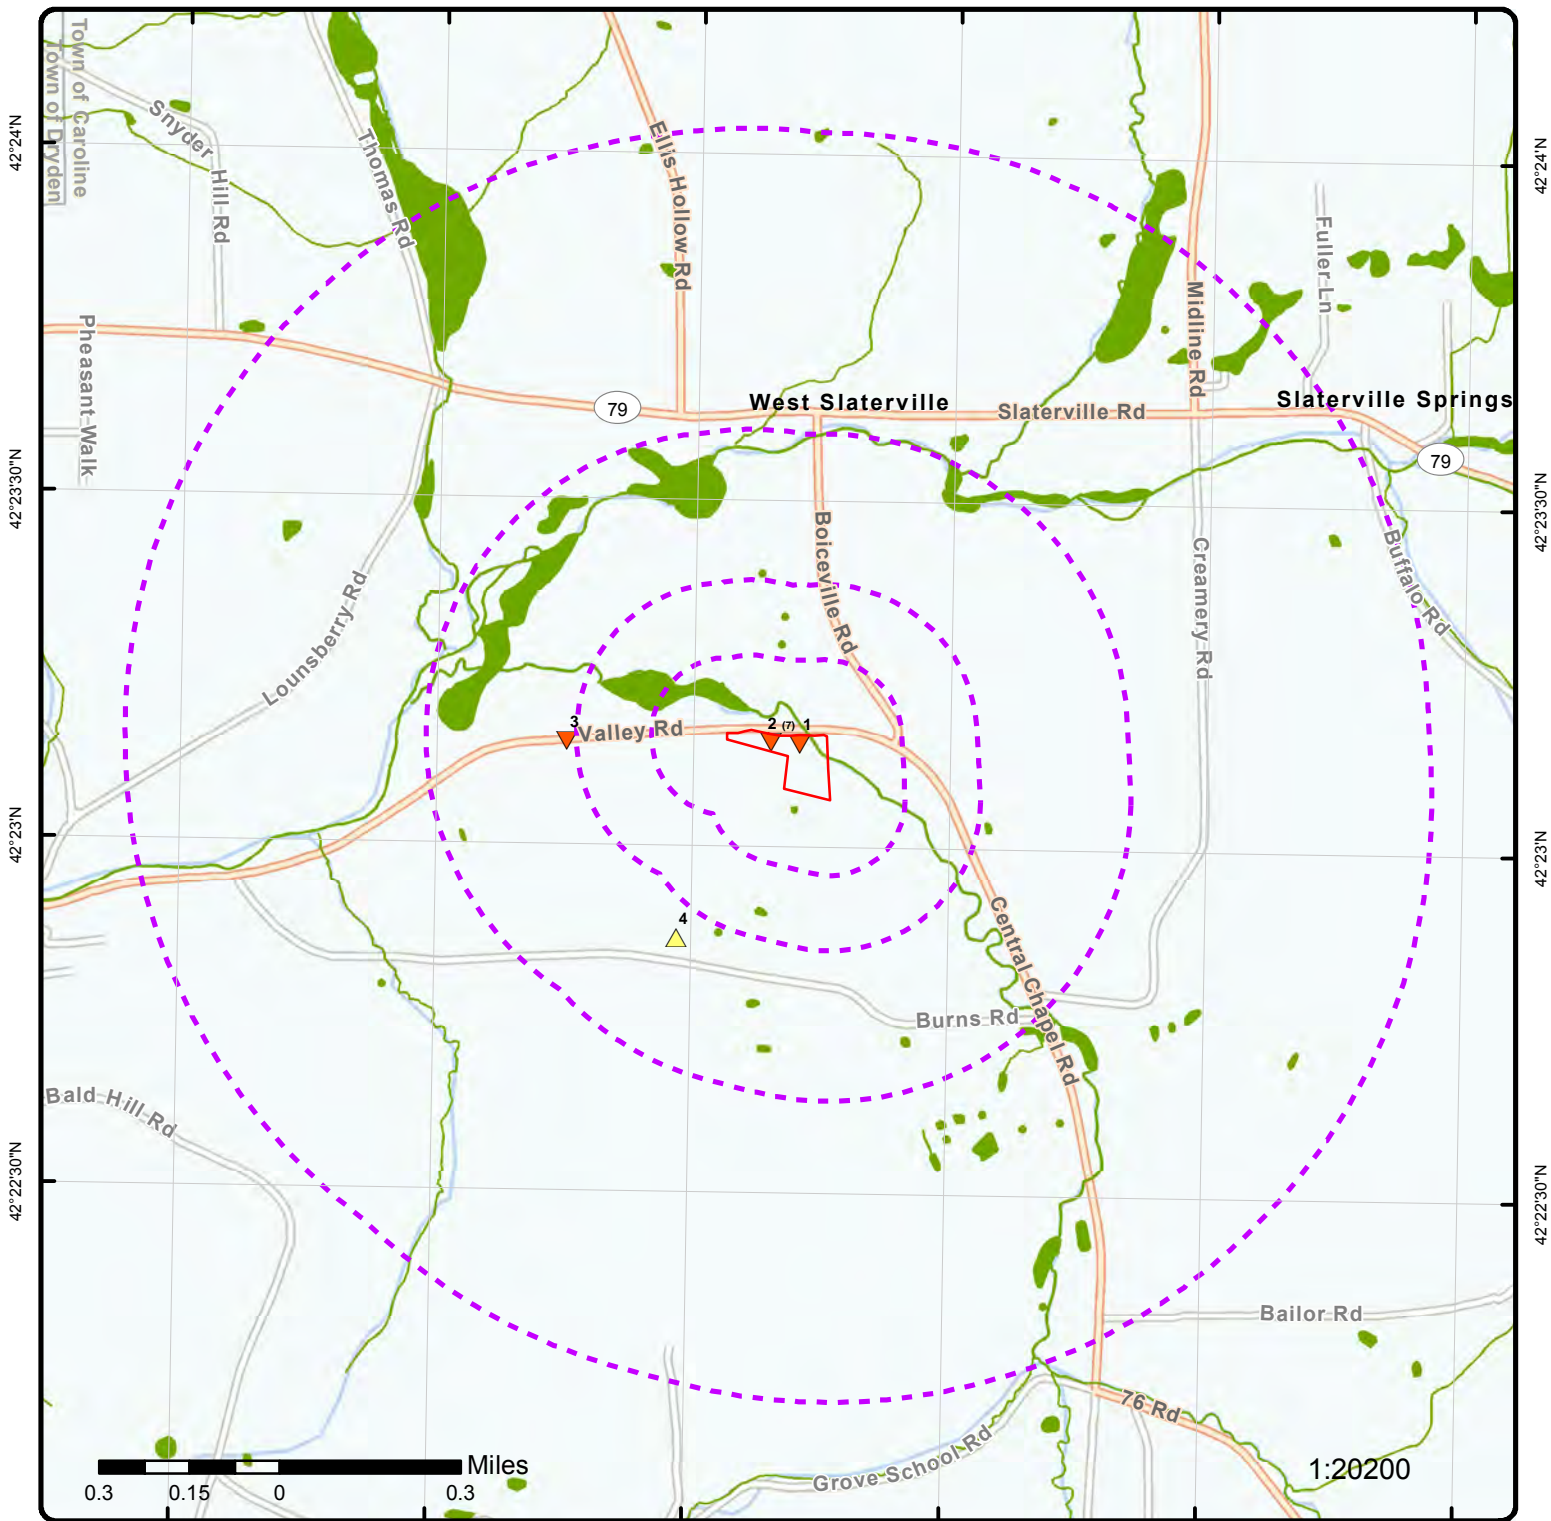 Town of Caroline
Town of Dryden
Snyder Hill Rd
Thomas Rd
Ellis Hollow Rd
Midline Rd
Fuller Ln
Pheasant Walk
79
West Slaterville
Slaterville Rd
Slaterville Springs
79
Boiceville Rd
Creamery Rd
Buffalo Rd
Lounsberry Rd
3
Valley Rd
2 (7) 1
4
Central Chapel Rd
Burns Rd
Bald Hill Rd
Bailor Rd
76 Rd
Grove School Rd
Miles
0.3 0.15 0 0.3
1:20200
42°24'N
42°23'30"N
42°23'N
42°22'30"N
42°24'N
42°23'30"N
42°23'N
42°22'30"N